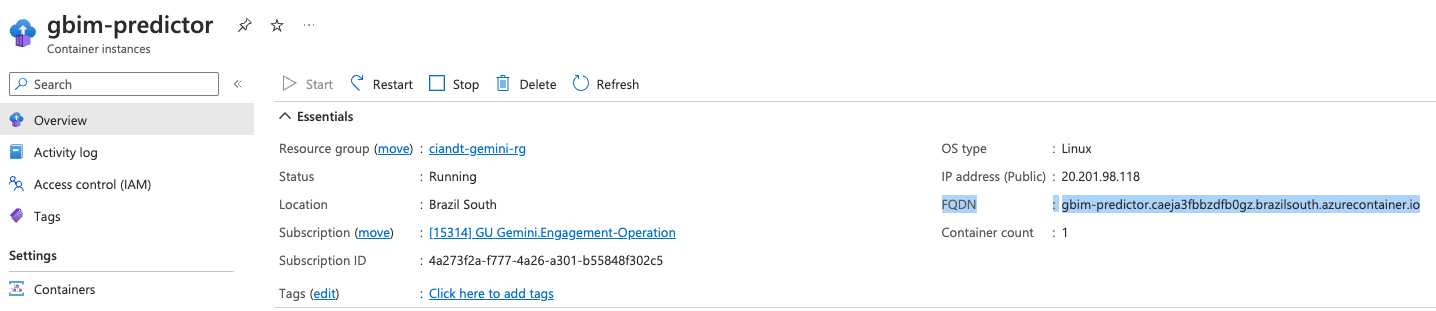 gbim-predictor
Container instances
Search
Start Restart Stop Delete Refresh
Overview
Activity log
Access control (IAM)
Tags
Settings
Containers
Essentials
Resource group (move) : ciandt-gemini-rg
Status : Running
Location : Brazil South
Subscription (move) : [15314] GU Gemini.Engagement-Operation
Subscription ID : 4a273f2a-f777-4a26-a301-b55848f302c5
Tags (edit) : Click here to add tags
OS type : Linux
IP address (Public) : 20.201.98.118
FQDN : gbim-predictor.caeja3fbbzdfb0gz.brazilsouth.azurecontainer.io
Container count : 1